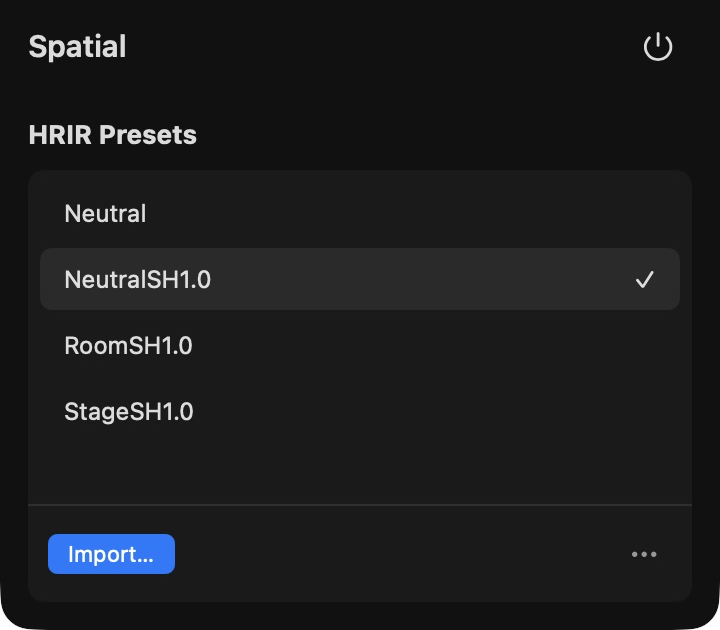 Spatial
HRIR Presets
Neutral
NeutralSH1.0
RoomSH1.0
StageSH1.0
Import...